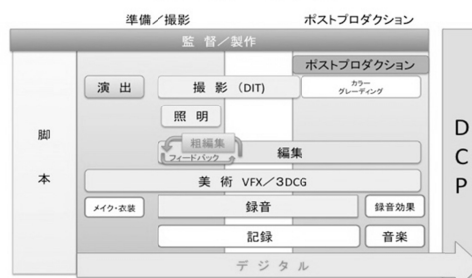 準備／撮影
ポストプロダクション
監督／製作
ポストプロダクション
演出
撮影（DIT）
カラー
グレーディング
照明
脚本
粗編集
フィードバック
編集
美術 VFX／3DCG
メイク・衣装
録音
録音効果
記録
音楽
デジタル
DCP